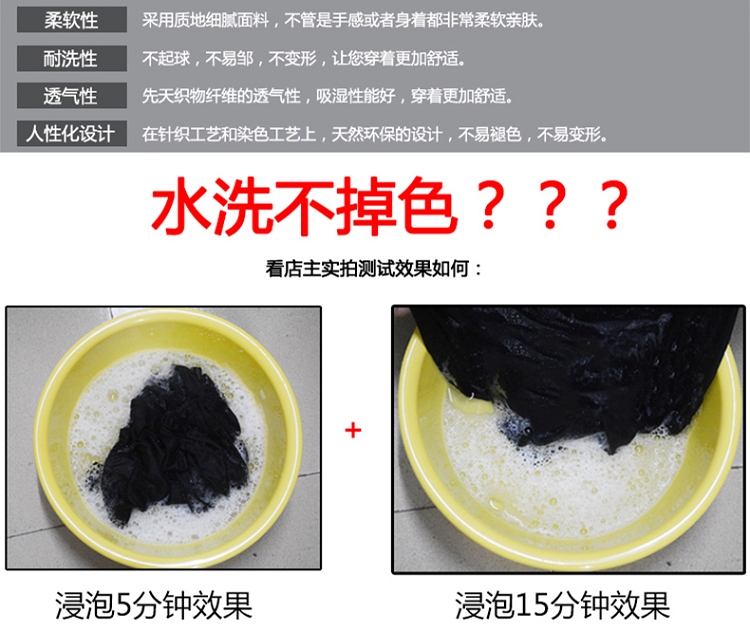 柔软性 采用质地细腻面料，不管是手感或者身着都非常柔软亲肤。
耐洗性 不起球，不易邹，不变形，让您穿着更加舒适。
透气性 先天织物纤维的透气性，吸湿性能好，穿着更加舒适。
人性化设计 在针织工艺和染色工艺上，天然环保的设计，不易褪色，不易变形。
水洗不掉色？？？
看店主实拍测试效果如何：
+
浸泡5分钟效果 浸泡15分钟效果